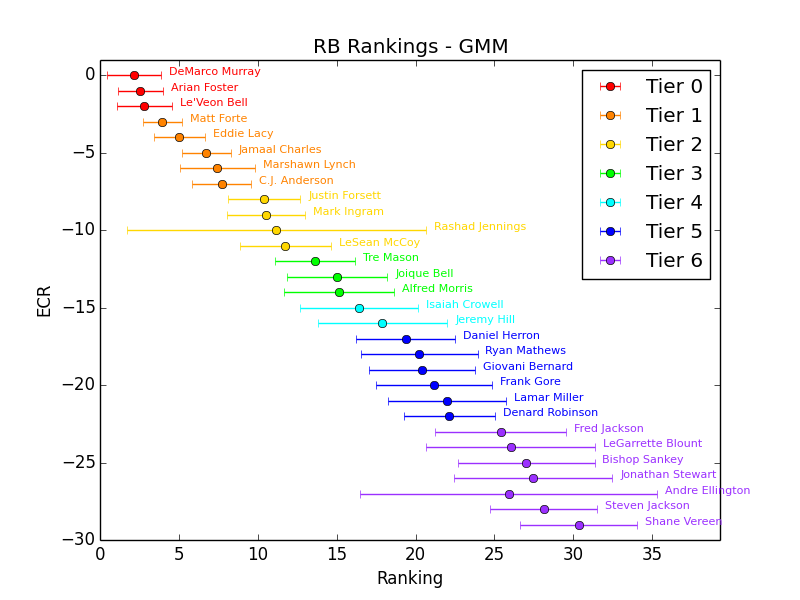 RB Rankings - GMM
0
−5
−10
−15
−20
−25
−30
ECR
DeMarco Murray
Arian Foster
Le'Veon Bell
Matt Forte
Eddie Lacy
Jamaal Charles
Marshawn Lynch
C.J. Anderson
Justin Forsett
Mark Ingram
Rashad Jennings
LeSean McCoy
Tre Mason
Joique Bell
Alfred Morris
Isaiah Crowell
Jeremy Hill
Daniel Herron
Ryan Mathews
Giovani Bernard
Frank Gore
Lamar Miller
Denard Robinson
Fred Jackson
LeGarrette Blount
Bishop Sankey
Jonathan Stewart
Andre Ellington
Steven Jackson
Shane Vereen
Tier 0
Tier 1
Tier 2
Tier 3
Tier 4
Tier 5
Tier 6
0 5 10 15 20 25 30 35
Ranking